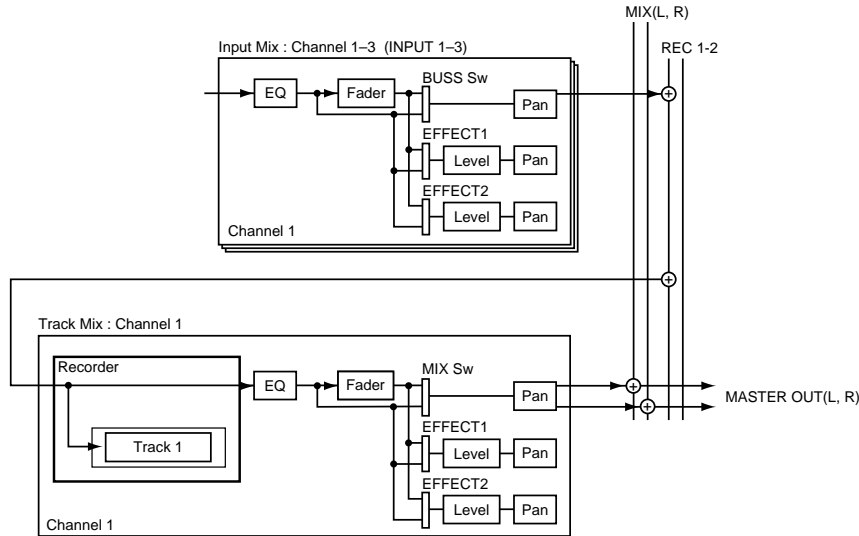 MIX(L, R)
Input Mix : Channel 1–3 (INPUT 1–3)
REC 1-2
BUSS Sw
EQ
Fader
Pan
EFFECT1
Level
Pan
EFFECT2
Level
Pan
Channel 1
Track Mix : Channel 1
Recorder
EQ
Fader
MIX Sw
Pan
MASTER OUT(L, R)
EFFECT1
Track 1
Level
Pan
EFFECT2
Level
Pan
Channel 1